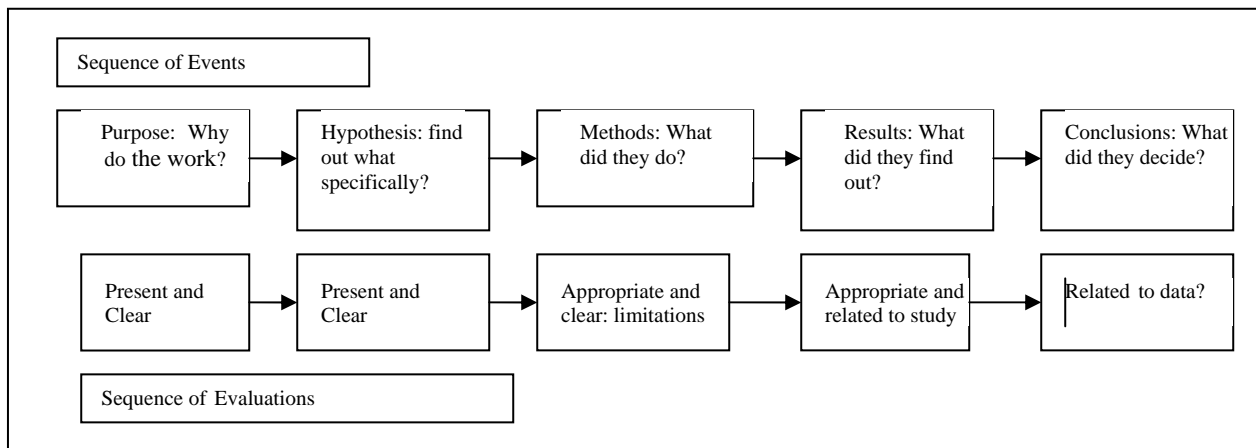 Sequence of Events
Purpose: Why
do the work?
Hypothesis: find
out what
specifically?
Methods: What
did they do?
Results: What
did they find
out?
Conclusions: What
did they decide?
Present and
Clear
Present and
Clear
Appropriate and
clear: limitations
Appropriate and
related to study
Related to data?
Sequence of Evaluations